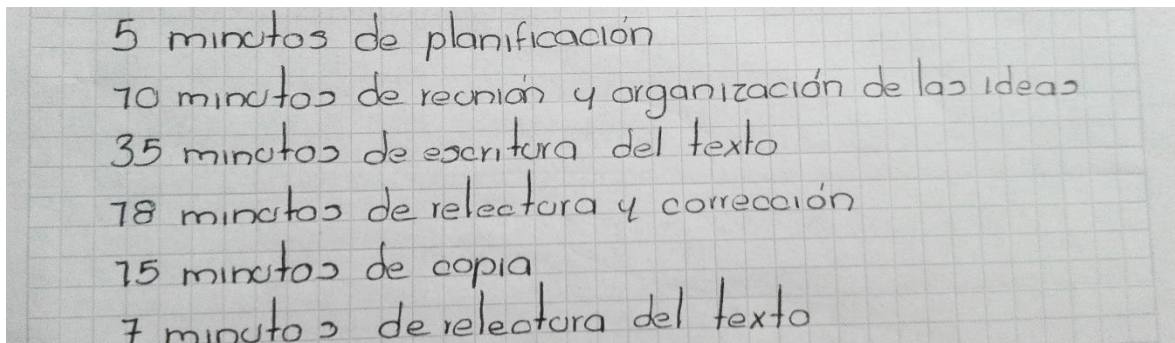 5 minutos de planificación
10 minutos de reunión y organización de las ideas
35 minutos de escritura del texto
18 minutos de relectura y corrección
15 minutos de copia
7 minutos de relectura del texto